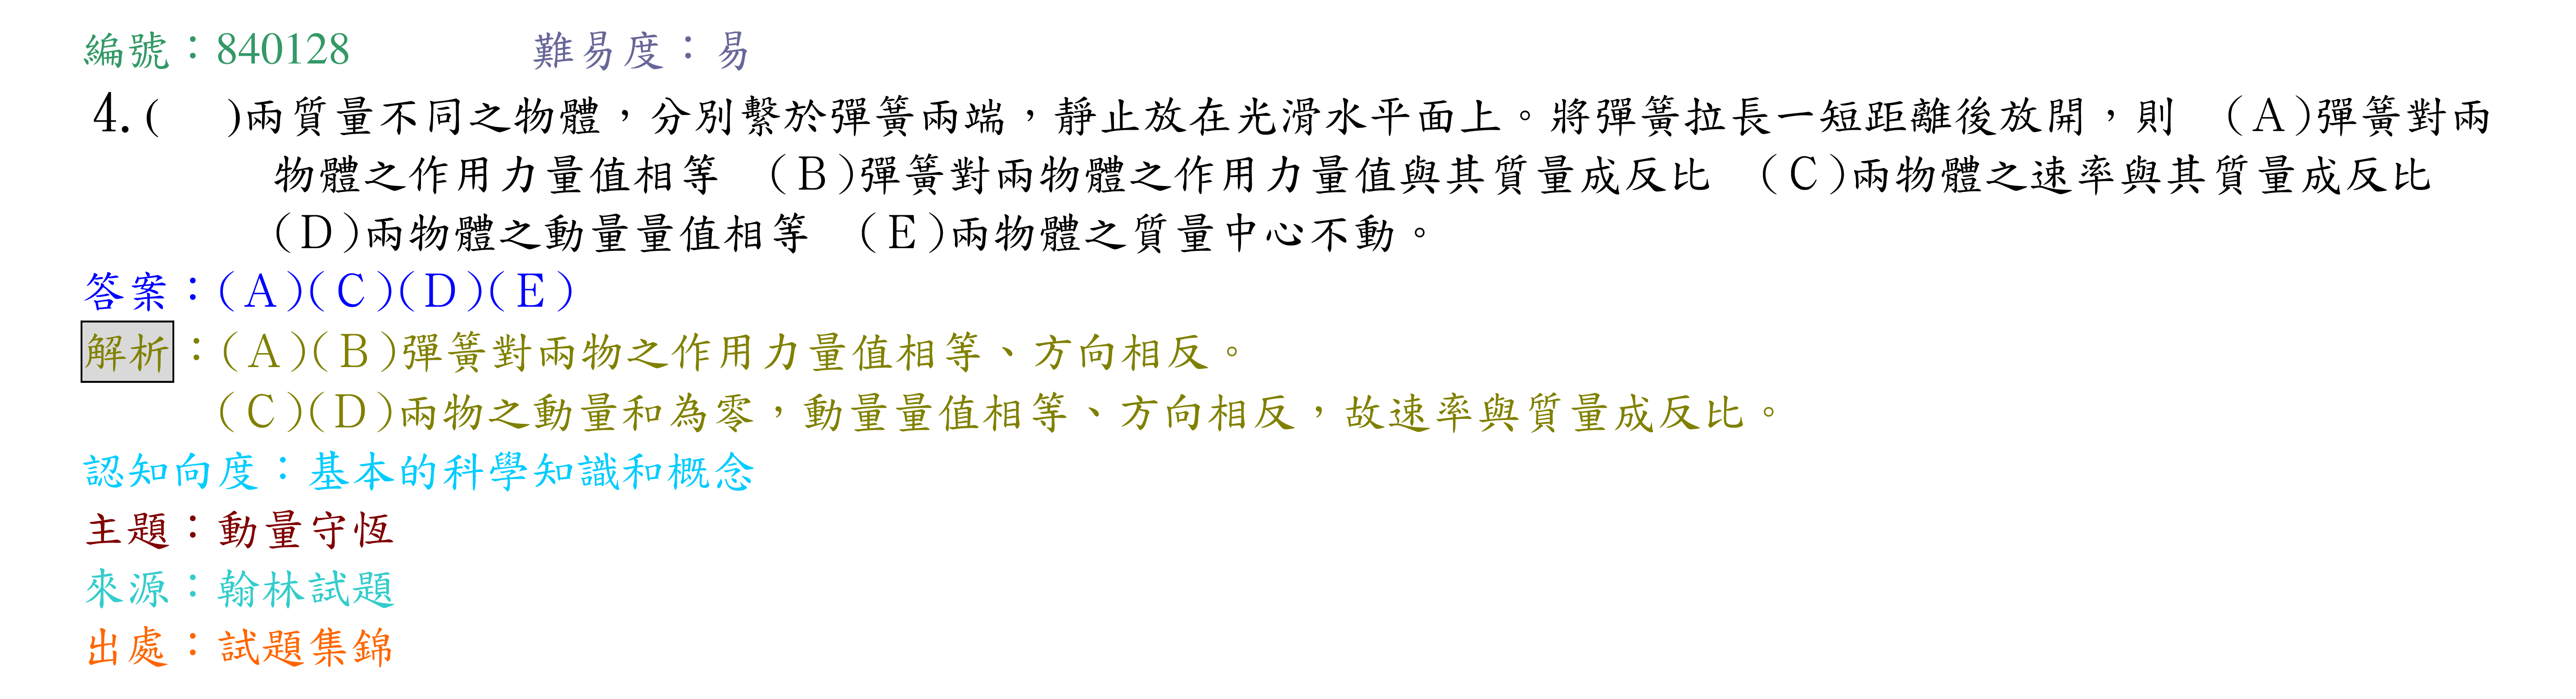 編號：840128 難易度：易
4.( )兩質量不同之物體，分別繫於彈簧兩端，靜止放在光滑水平面上。將彈簧拉長一短距離後放開，則 (A)彈簧對兩
物體之作用力量值相等 (B)彈簧對兩物體之作用力量值與其質量成反比 (C)兩物體之速率與其質量成反比
(D)兩物體之動量量值相等 (E)兩物體之質量中心不動。
答案：(A)(C)(D)(E)
解析：(A)(B)彈簧對兩物之作用力量值相等、方向相反。
(C)(D)兩物之動量和為零，動量量值相等、方向相反，故速率與質量成反比。
認知向度：基本的科學知識和概念
主題：動量守恆
來源：翰林試題
出處：試題集錦